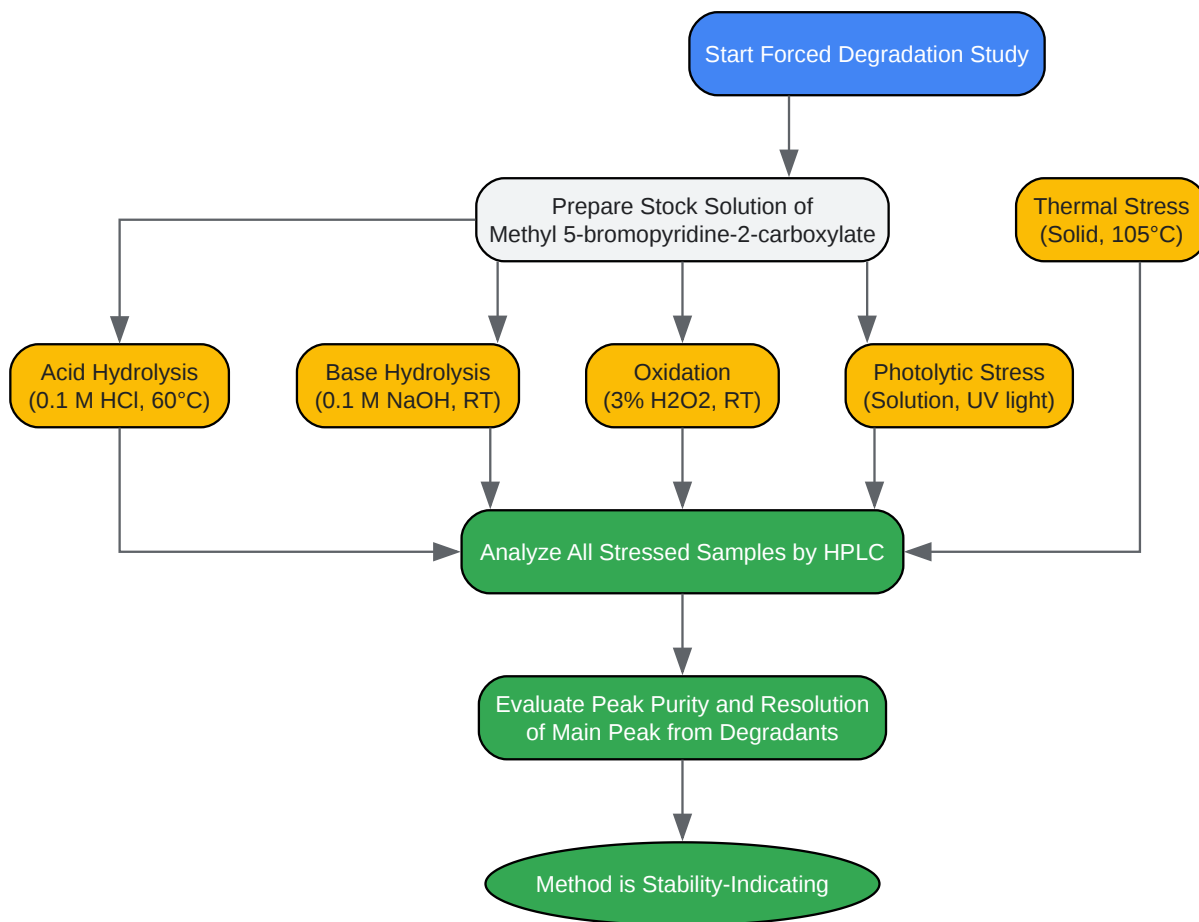 Start Forced Degradation Study
Prepare Stock Solution of
Methyl 5-bromopyridine-2-carboxylate
Thermal Stress
(Solid, 105°C)
Acid Hydrolysis
(0.1 M HCl, 60°C)
Base Hydrolysis
(0.1 M NaOH, RT)
Oxidation
(3% H2O2, RT)
Photolytic Stress
(Solution, UV light)
Analyze All Stressed Samples by HPLC
Evaluate Peak Purity and Resolution
of Main Peak from Degradants
Method is Stability-Indicating